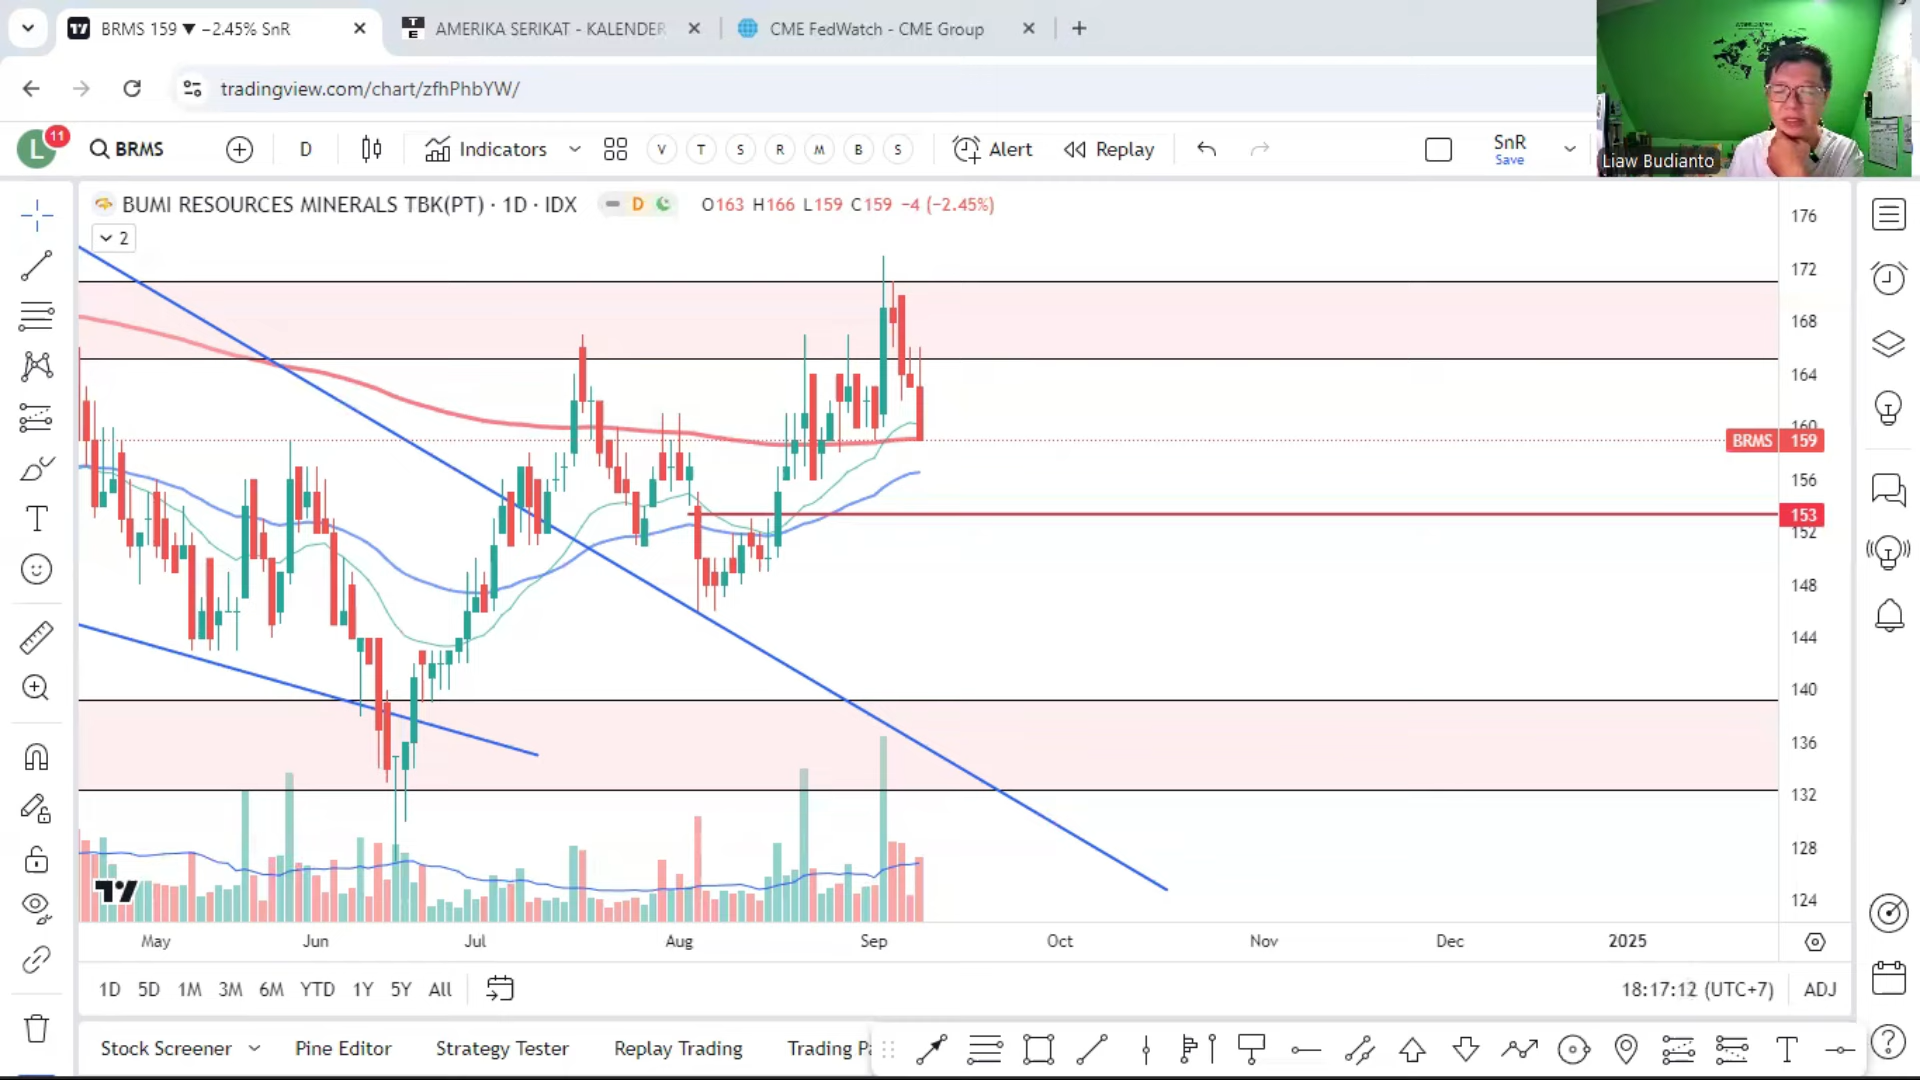 BRMS 159 ▼ −2.45% SnR
AMERIKA SERIKAT - KALENDER
CME FedWatch - CME Group
tradingview.com/chart/zfhPhbYW/
L
11
BRMS
D
Indicators
V
T
S
R
M
B
S
Alert
Replay
SnR
Save
Liaw Budianto
BUMI RESOURCES MINERALS TBK(PT) · 1D · IDX
D
O163 H166 L159 C159 −4 (−2.45%)
2
176
172
168
164
160
BRMS 159
156
153
152
148
144
140
136
132
128
124
May
Jun
Jul
Aug
Sep
Oct
Nov
Dec
2025
1D
5D
1M
3M
6M
YTD
1Y
5Y
All
18:17:12 (UTC+7)
ADJ
Stock Screener
Pine Editor
Strategy Tester
Replay Trading
Trading Pa